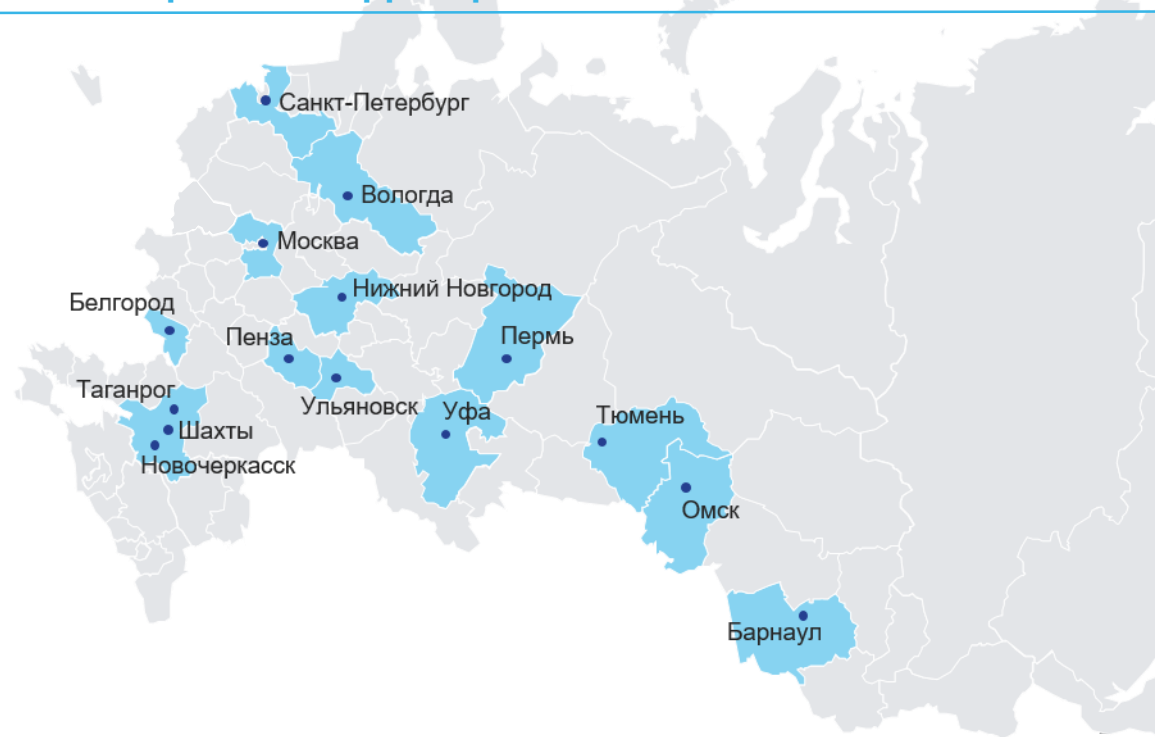 Санкт-Петербург
Вологда
Москва
Нижний Новгород
Белгород
Пенза
Пермь
Таганрог
Ульяновск
Уфа
Тюмень
Шахты
Новочеркасск
Омск
Барнаул